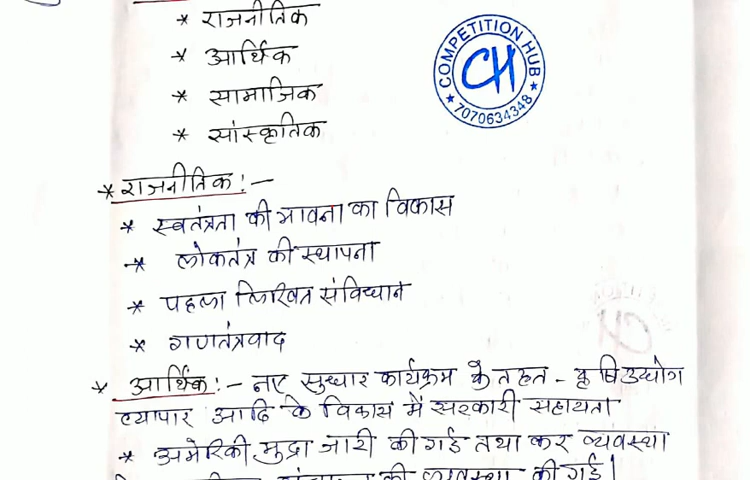 * राजनीतिक
* आर्थिक
* सामाजिक
* सांस्कृतिक
COMPETITION HUB
CH
* 7070634348 *
* राजनीतिक :-
* स्वतंत्रता की भावना का विकास
* लोकतंत्र की स्थापना
* पहला लिखित संविधान
* गणतंत्रवाद
* आर्थिक :- नए सुधार कार्यक्रम के तहत - कृषि उद्योग
व्यापार आदि के विकास में सरकारी सहायता
* अमेरिकी मुद्रा जारी की गई तथा कर व्यवस्था
की व्यवस्था की गई।